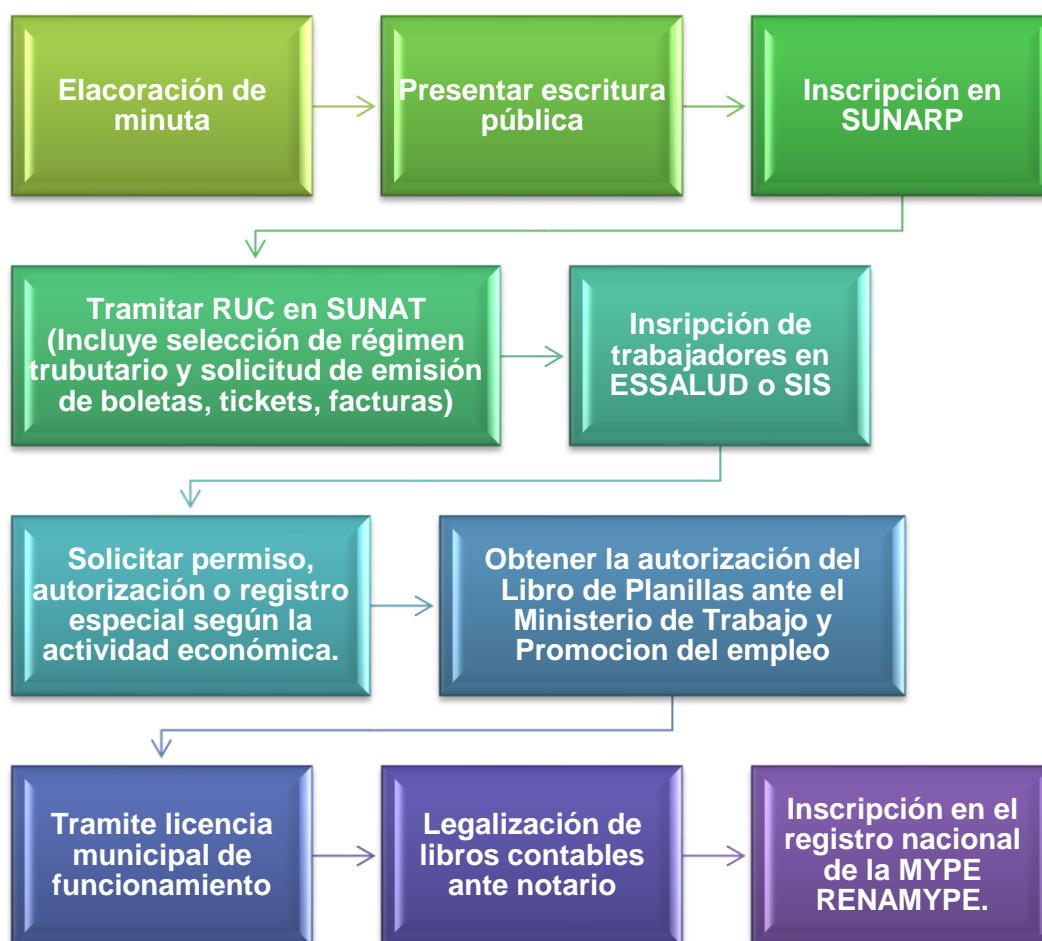 Elacoración de
minuta
Presentar escritura
pública
Inscripción en
SUNARP
Tramitar RUC en SUNAT
(Incluye selección de régimen
trubutario y solicitud de emisión
de boletas, tickets, facturas)
Insripción de
trabajadores en
ESSALUD o SIS
Solicitar permiso,
autorización o registro
especial según la
actividad económica.
Obtener la autorización del
Libro de Planillas ante el
Ministerio de Trabajo y
Promocion del empleo
Tramite licencia
municipal de
funcionamiento
Legalización de
libros contables
ante notario
Inscripción en el
registro nacional
de la MYPE
RENAMYPE.